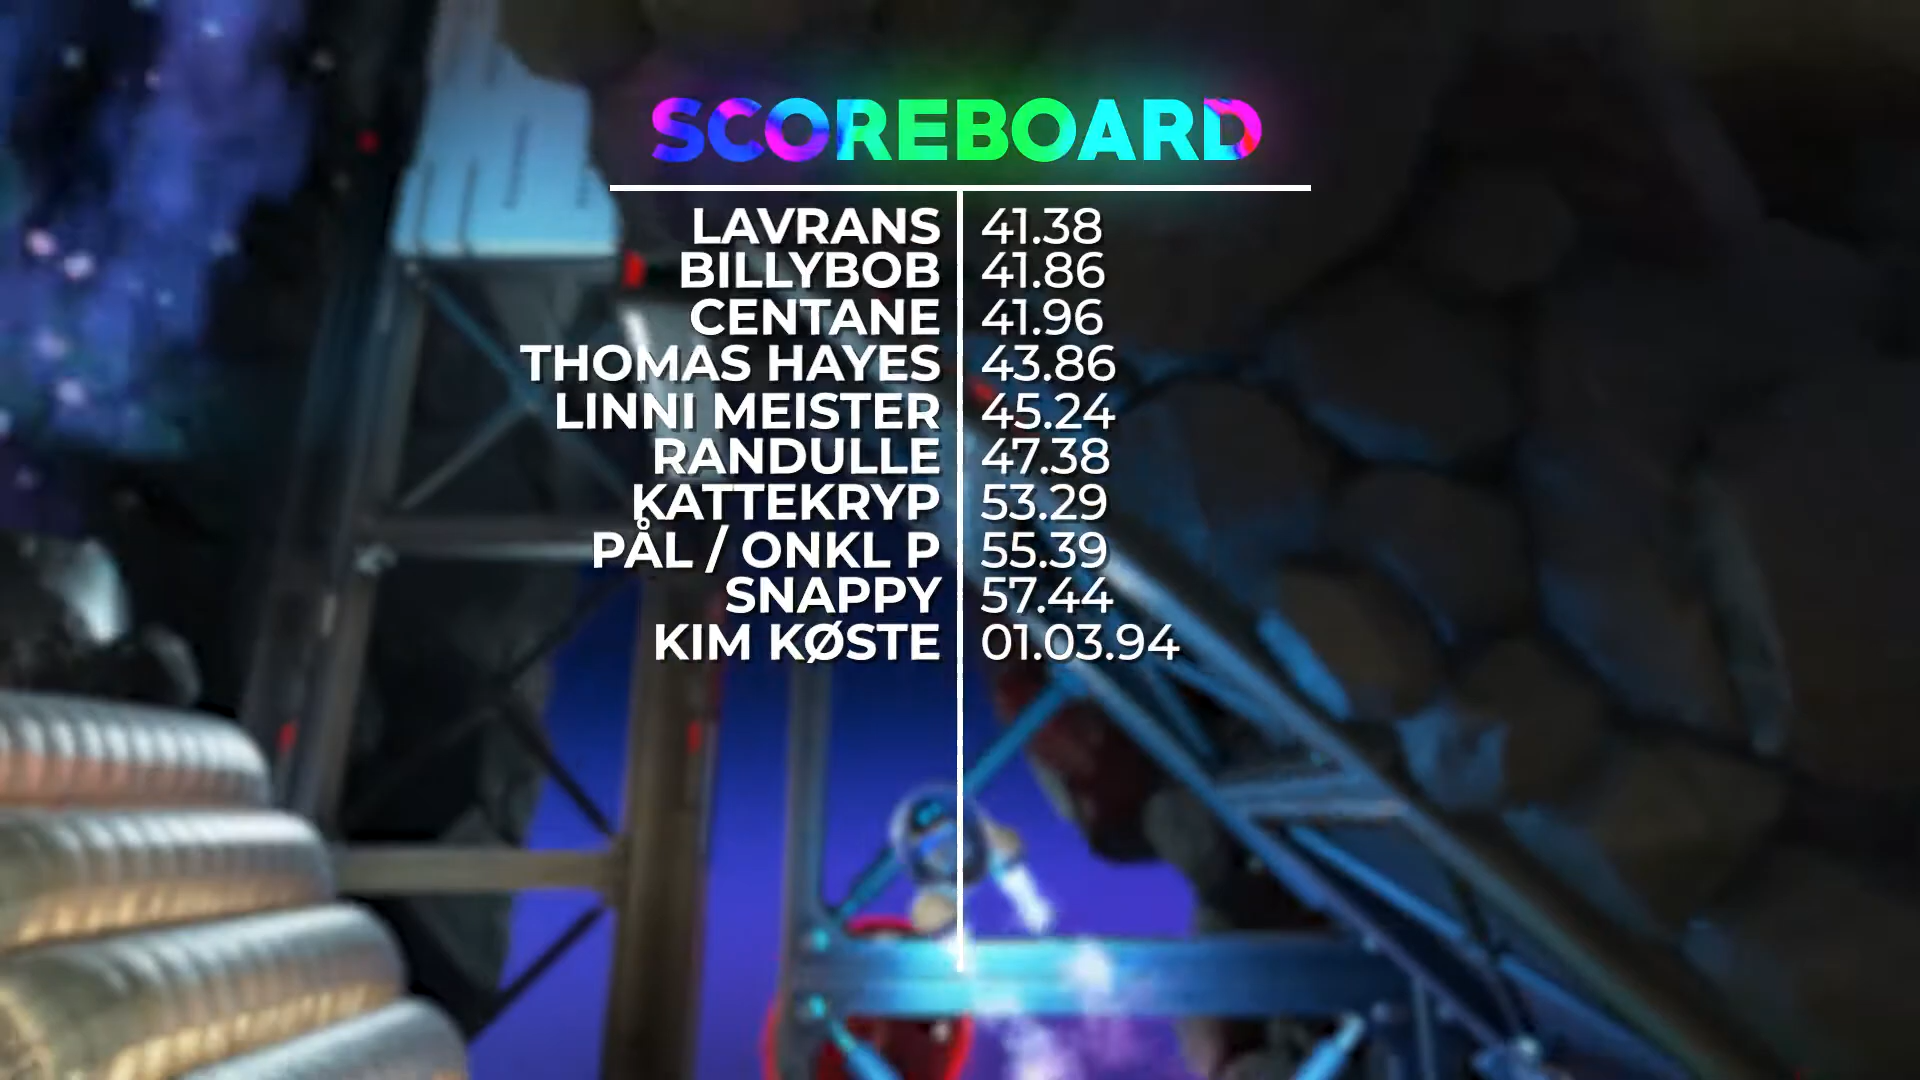 SCOREBOARD
LAVRANS 41.38
BILLYBOB 41.86
CENTANE 41.96
THOMAS HAYES 43.86
LINNI MEISTER 45.24
RANDULLE 47.38
KATTEKRYP 53.29
PÅL / ONKL P 55.39
SNAPPY 57.44
KIM KØSTE 01.03.94